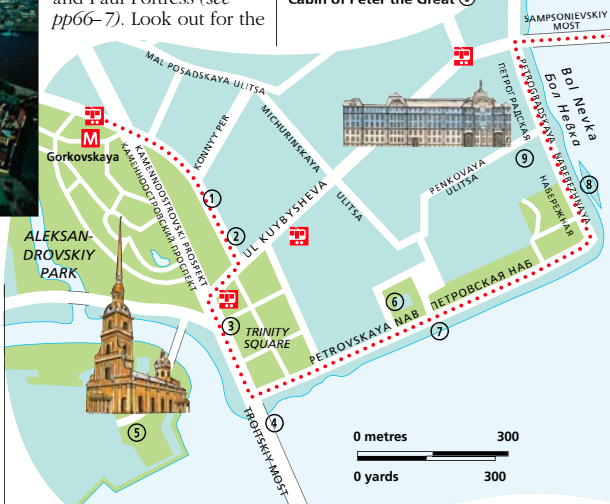 and Paul Fortress (see
pp66–7). Look out for the
Cabin of Peter the Great
SAMPSONIEVSKIY
MOST
MAL POSADSKAYA ULITSA
KONNYY PER
MICHURINSKAYA
ULITSA
ПЕТРОГРАДСКАЯ
НАБЕРЕЖНАЯ
PETROGRADSKAYA NABEREZHNAYA
Bol Nevka
Бол Невка
M
Gorkovskaya
KAMENNOOSTROVSKI PROSPEKT
КАМЕННООСТРОВСКИЙ ПРОСПЕКТ
PENKOVAYA
ULITSA
9
8
1
2
UL KUYBYSHEVA
ALEKSAN-
DROVSKIY
PARK
6
3
TRINITY
SQUARE
PETROVSKAYA NAB ПЕТРОВСКАЯ НАБ
7
4
TROITSKIY MOST
5
0 metres 300
0 yards 300